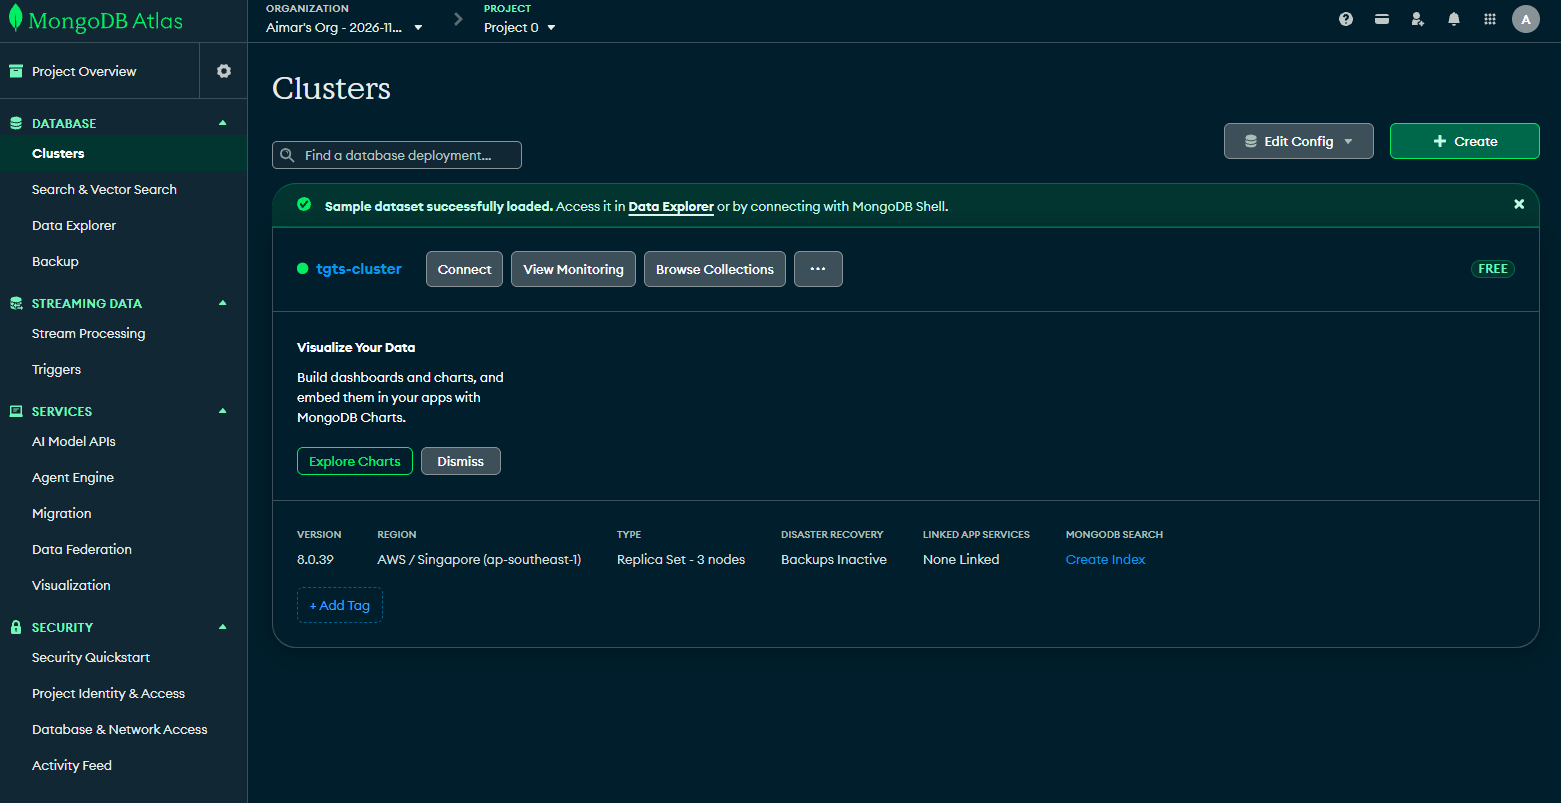 MongoDB Atlas
ORGANIZATION
Aimar's Org - 2026-11...
PROJECT
Project 0
A
Project Overview
DATABASE
Clusters
Search & Vector Search
Data Explorer
Backup
STREAMING DATA
Stream Processing
Triggers
SERVICES
AI Model APIs
Agent Engine
Migration
Data Federation
Visualization
SECURITY
Security Quickstart
Project Identity & Access
Database & Network Access
Activity Feed
Clusters
Find a database deployment...
Edit Config
+ Create
Sample dataset successfully loaded. Access it in Data Explorer or by connecting with MongoDB Shell.
tgts-cluster
Connect
View Monitoring
Browse Collections
...
FREE
Visualize Your Data
Build dashboards and charts, and
embed them in your apps with
MongoDB Charts.
Explore Charts
Dismiss
VERSION
8.0.39
REGION
AWS / Singapore (ap-southeast-1)
TYPE
Replica Set - 3 nodes
DISASTER RECOVERY
Backups Inactive
LINKED APP SERVICES
None Linked
MONGODB SEARCH
Create Index
+ Add Tag